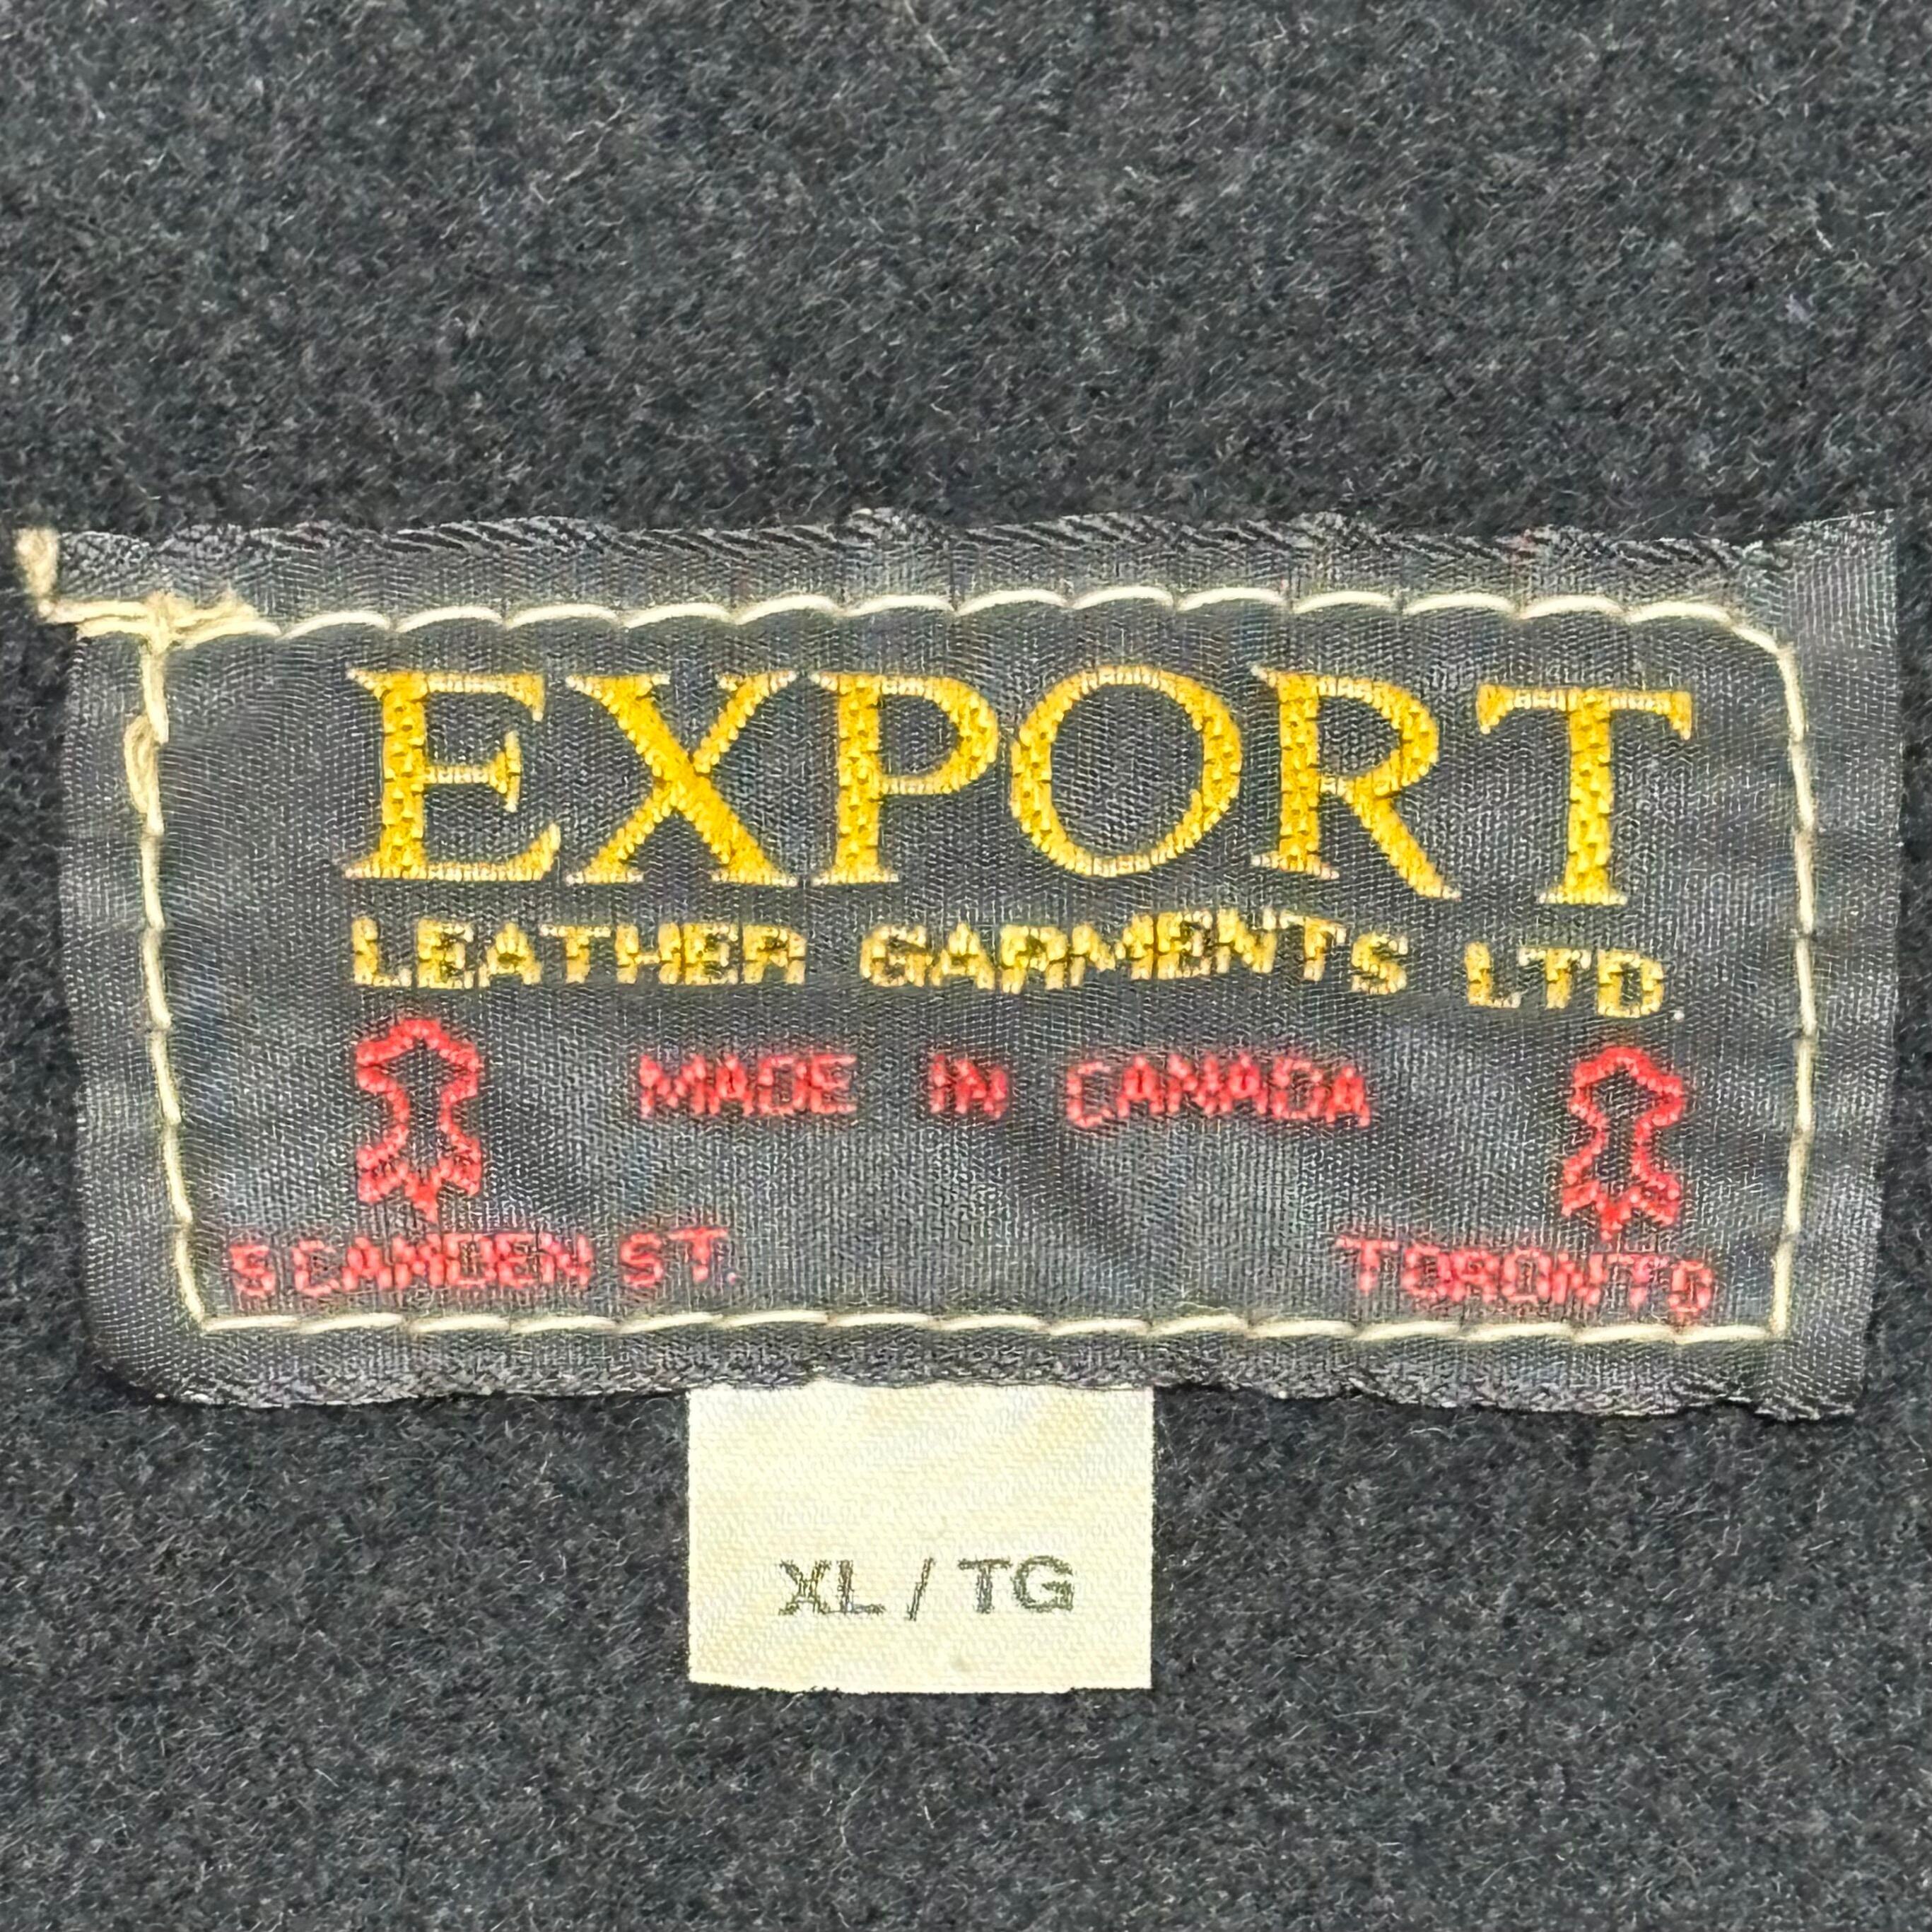 EXPORT
LEATHER GARMENTS LTD.
MADE IN CANADA
5 CAMDEN ST. TORONTO
XL / TG